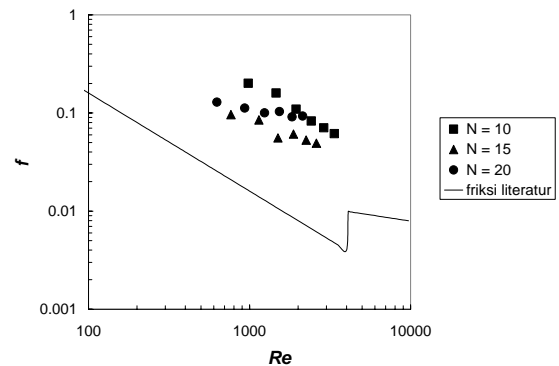 1
0.1
0.01
0.001
f
100
1000
10000
Re
N = 10
N = 15
N = 20
friksi literatur